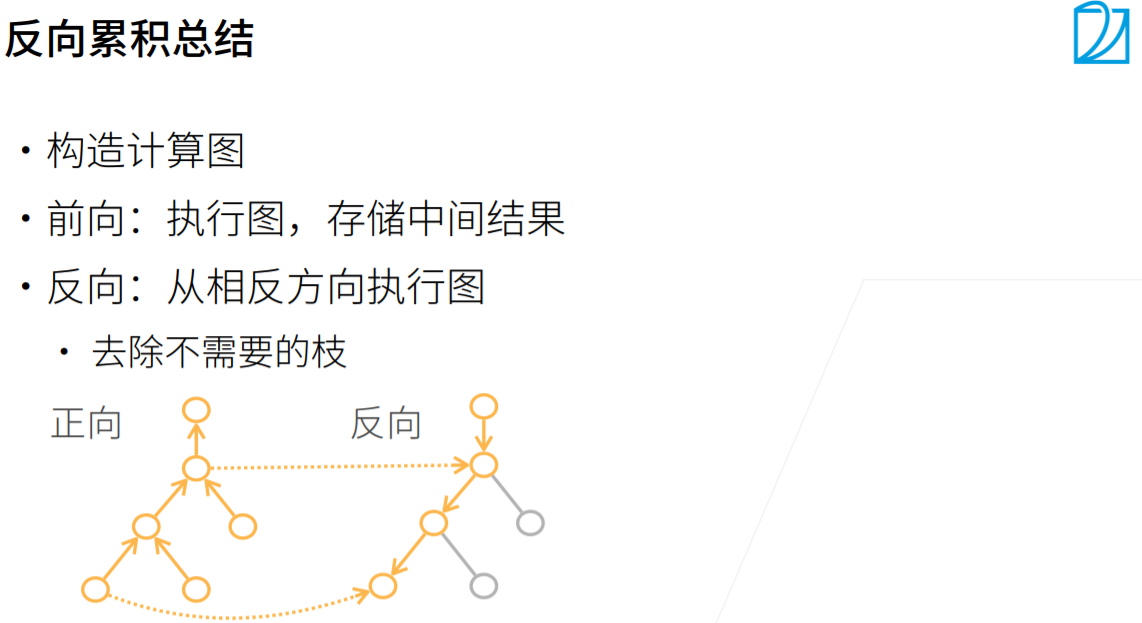 反向累积总结
• 构造计算图
• 前向：执行图，存储中间结果
• 反向：从相反方向执行图
• 去除不需要的枝
正向
反向